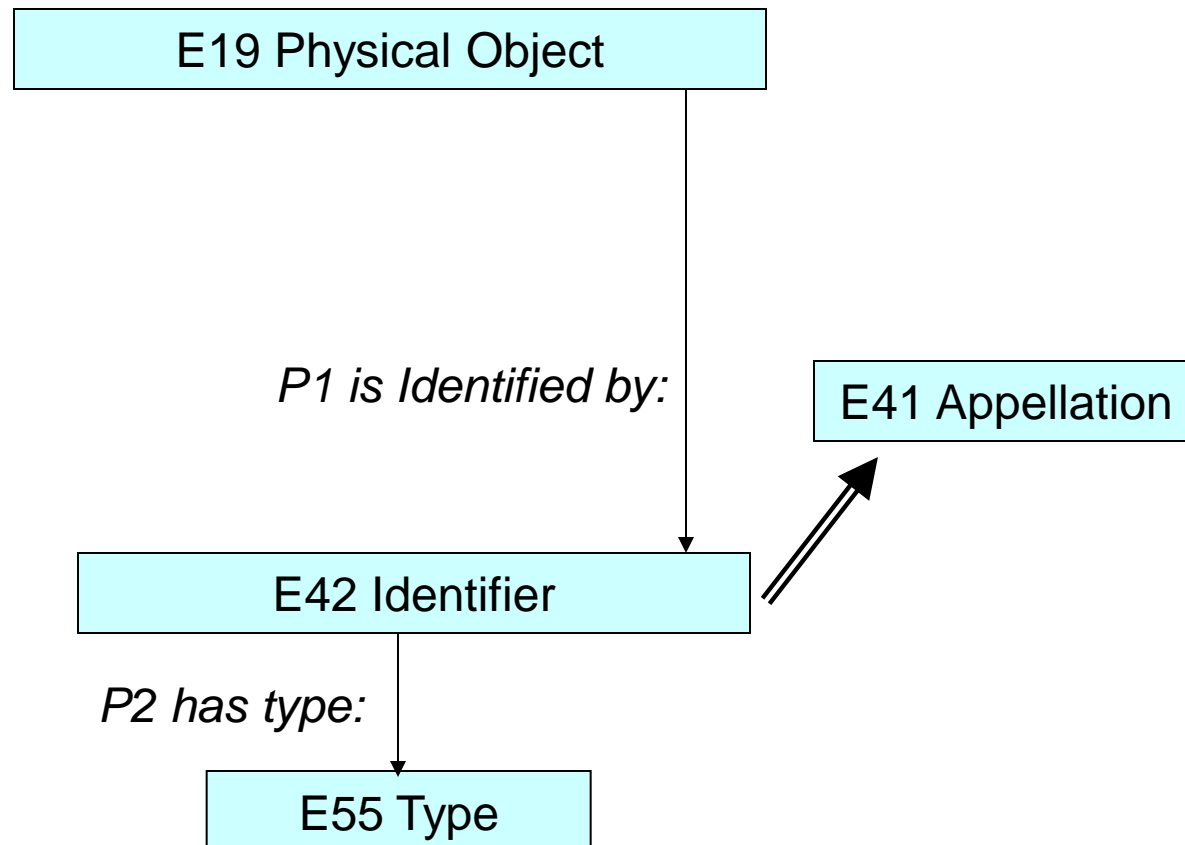 E19 Physical Object
P1 is Identified by:
E41 Appellation
E42 Identifier
P2 has type:
E55 Type